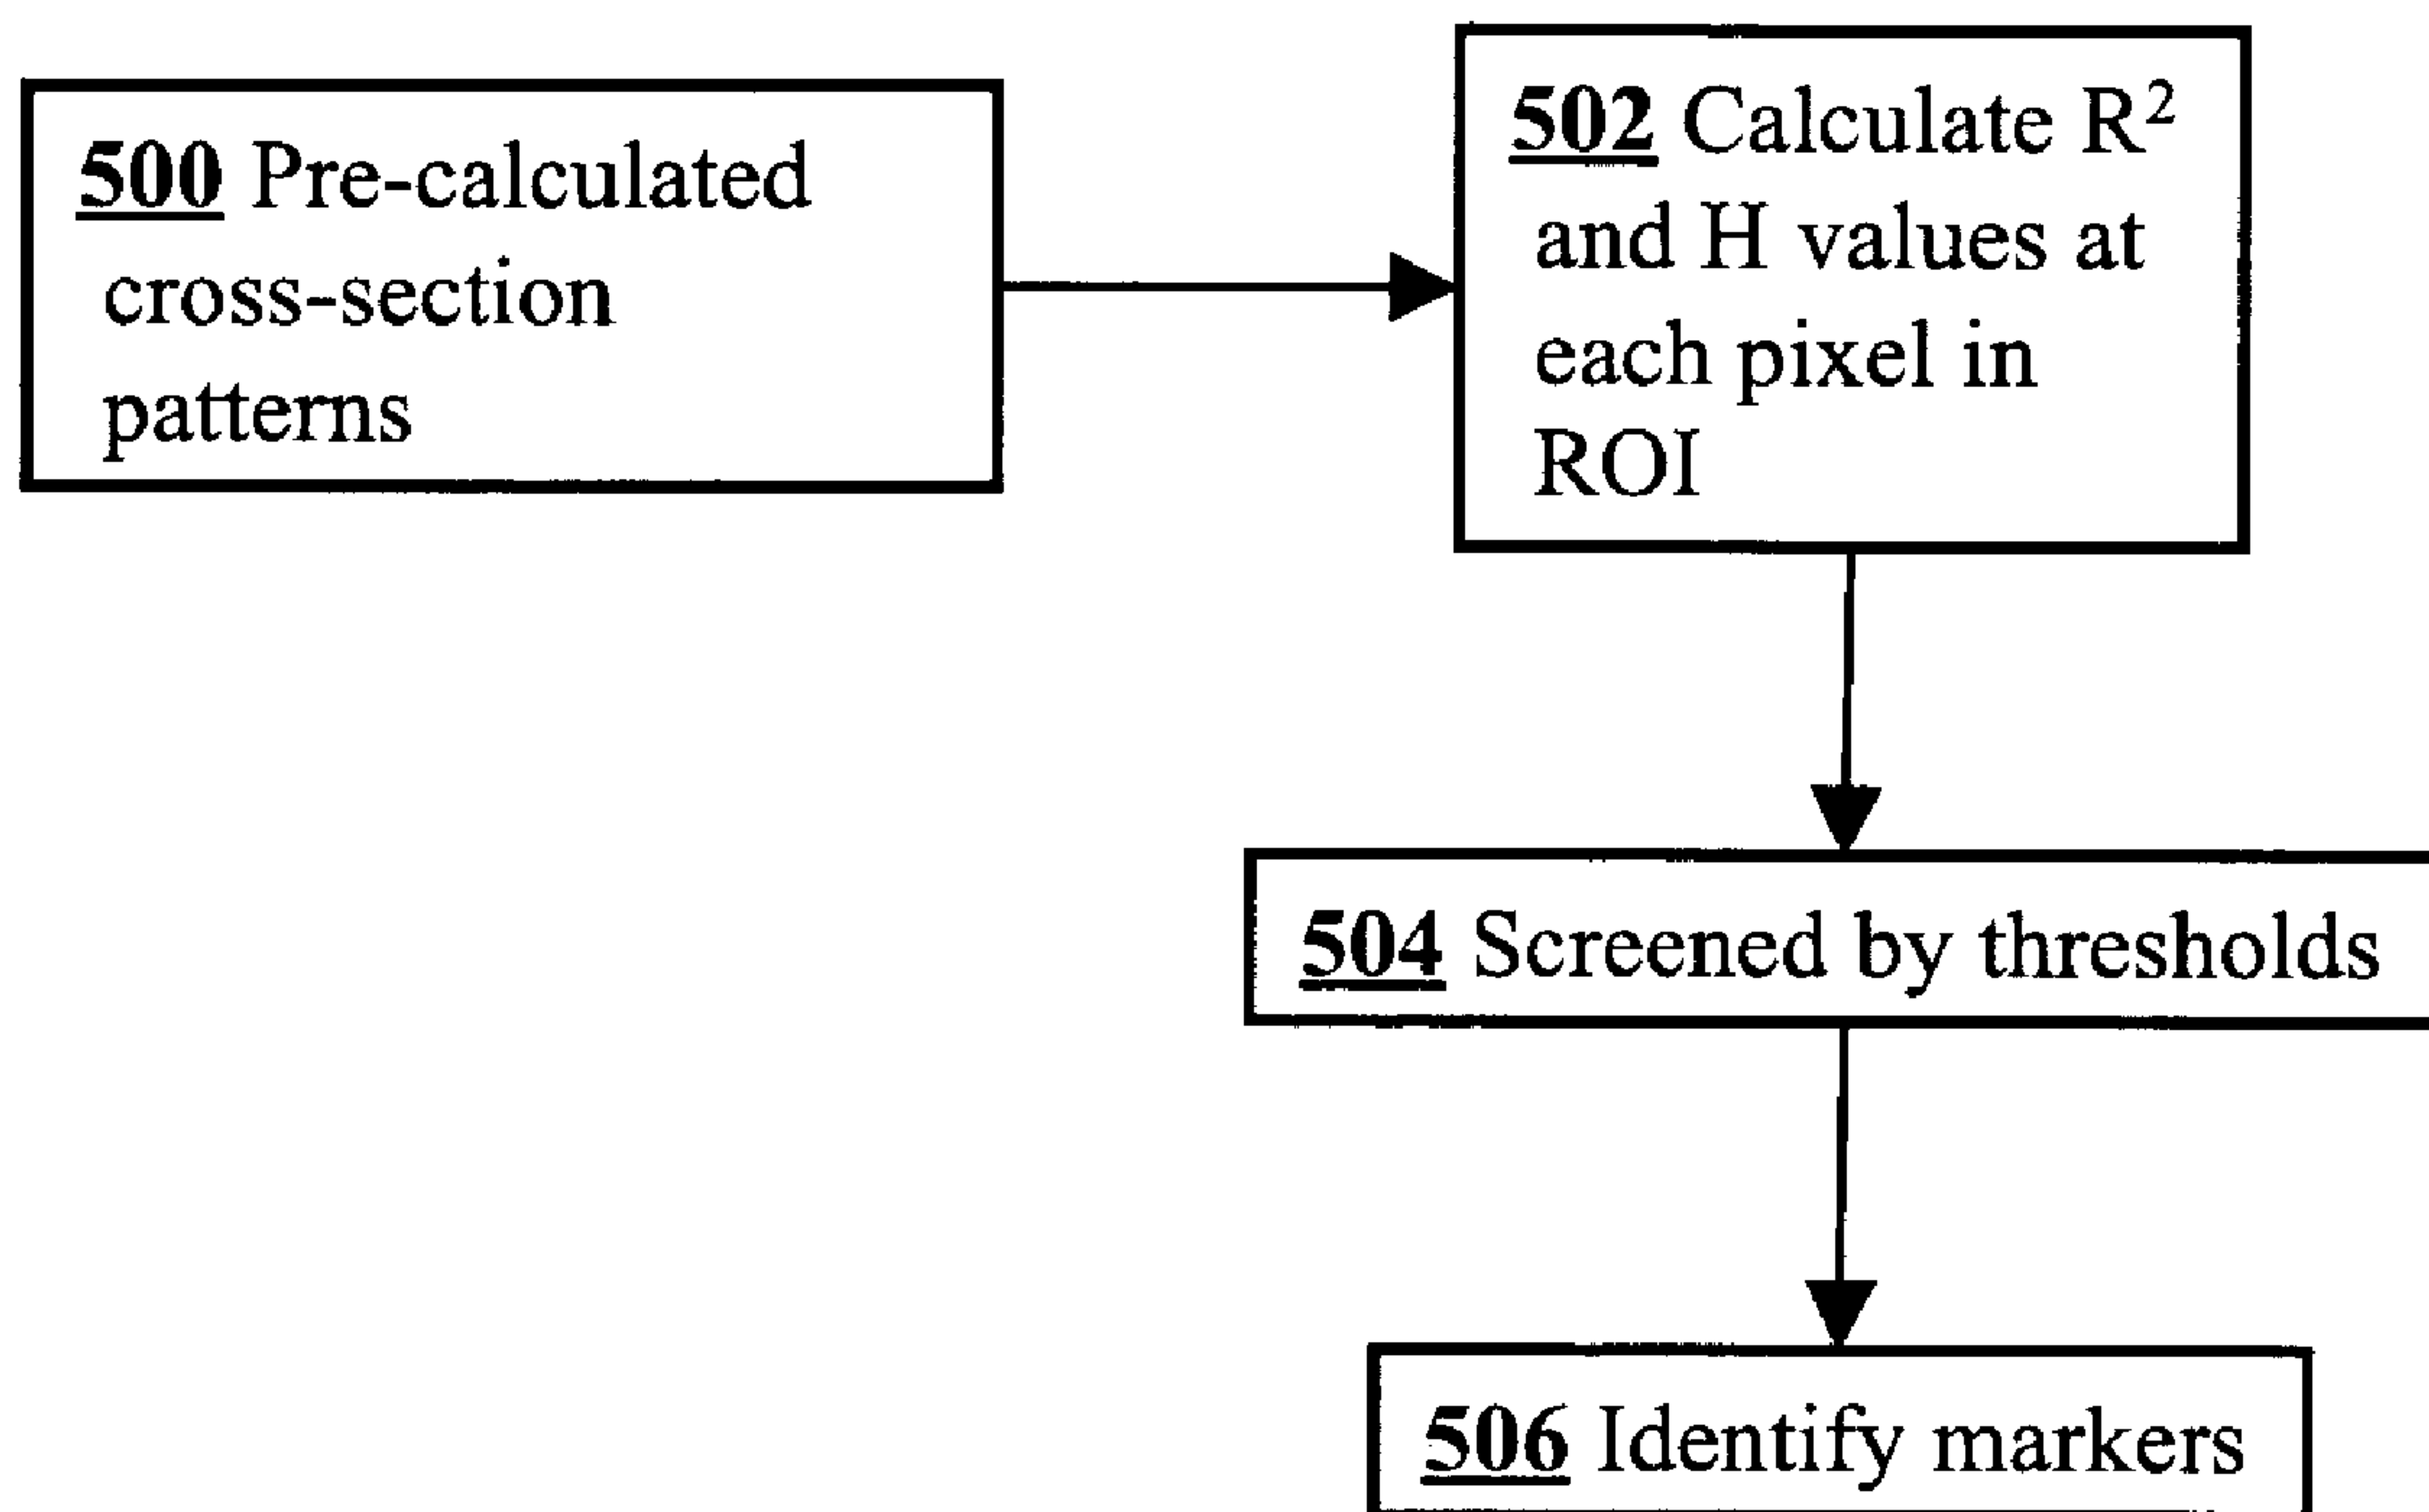 500 Pre-calculated
cross-section
patterns
502 Calculate R²
and H values at
each pixel in
ROI
504 Screened by thresholds
506 Identify markers